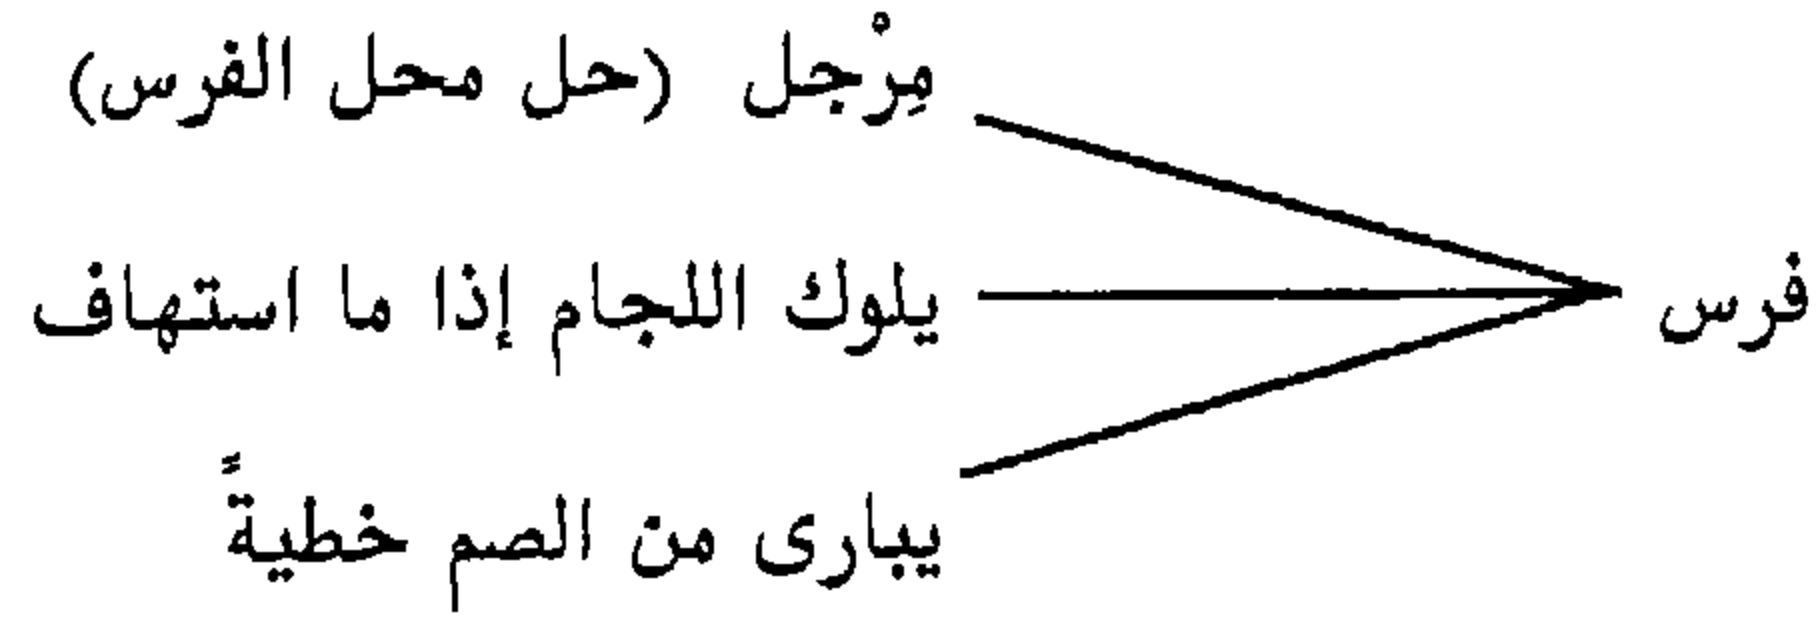 مِرْجل (حل محل الفرس)
فرس
يلوك اللجام إذا ما استهاف
يبارى من الصم خطيةً